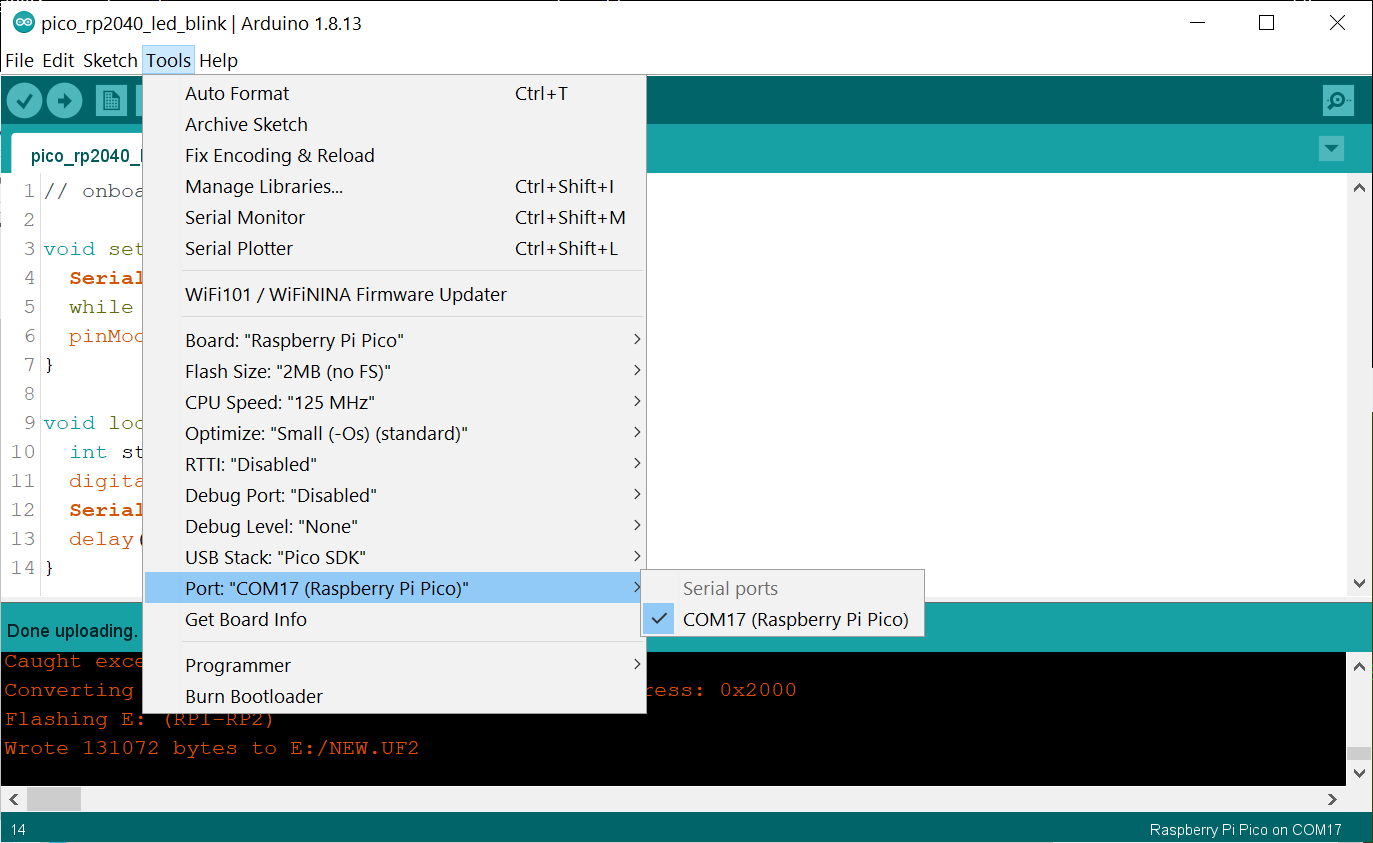 pico_rp2040_led_blink | Arduino 1.8.13
File Edit Sketch Tools Help
Auto Format Ctrl+T
Archive Sketch
Fix Encoding & Reload
Manage Libraries... Ctrl+Shift+I
Serial Monitor Ctrl+Shift+M
Serial Plotter Ctrl+Shift+L
WiFi101 / WiFiNINA Firmware Updater
Board: "Raspberry Pi Pico"
Flash Size: "2MB (no FS)"
CPU Speed: "125 MHz"
Optimize: "Small (-Os) (standard)"
RTTI: "Disabled"
Debug Port: "Disabled"
Debug Level: "None"
USB Stack: "Pico SDK"
Port: "COM17 (Raspberry Pi Pico)"
Get Board Info
Programmer
Burn Bootloader
Serial ports
COM17 (Raspberry Pi Pico)
pico_rp2040_
1 // onboa
2
3 void set
4 Serial
5 while
6 pinMod
7 }
8
9 void loo
10 int st
11 digita
12 Serial
13 delay(
14 }
Done uploading.
Caught exce
Converting ress: 0x2000
Flashing E: (RPI-RP2)
Wrote 131072 bytes to E:/NEW.UF2
14 Raspberry Pi Pico on COM17